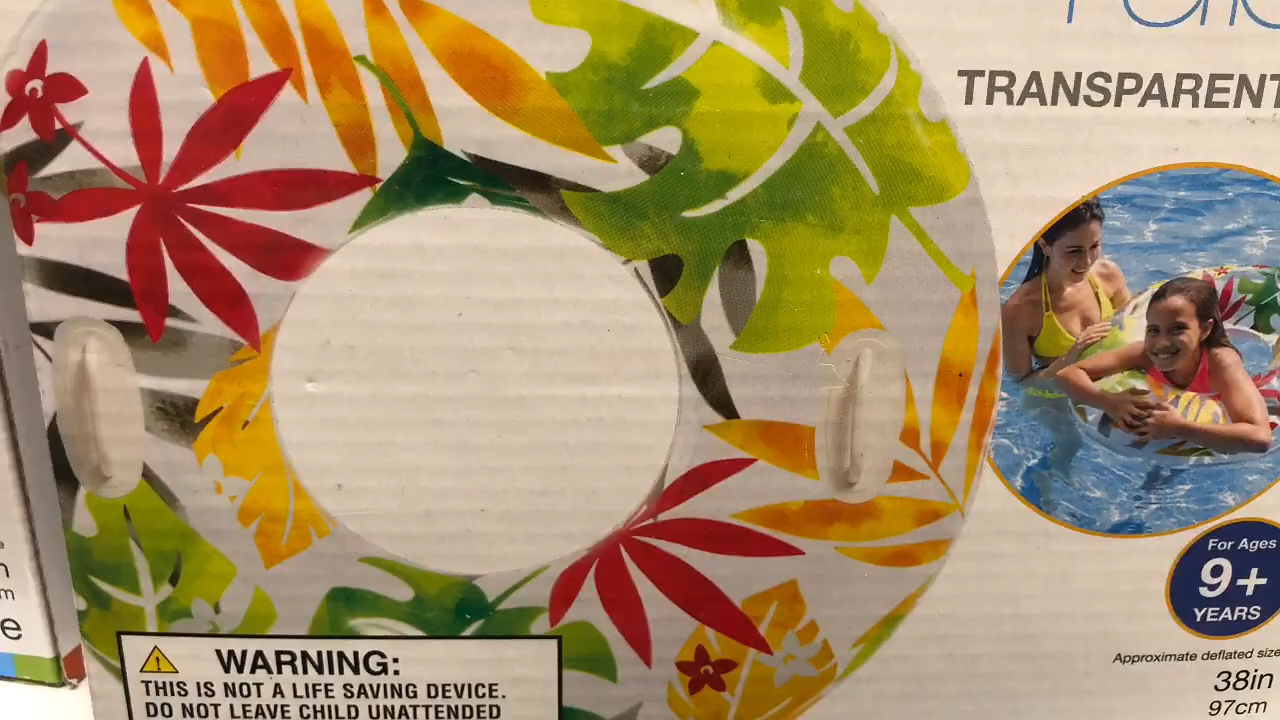 TRANSPARENT
For Ages
9+
YEARS
Approximate deflated size
38in
97cm
m
e
WARNING:
THIS IS NOT A LIFE SAVING DEVICE.
DO NOT LEAVE CHILD UNATTENDED